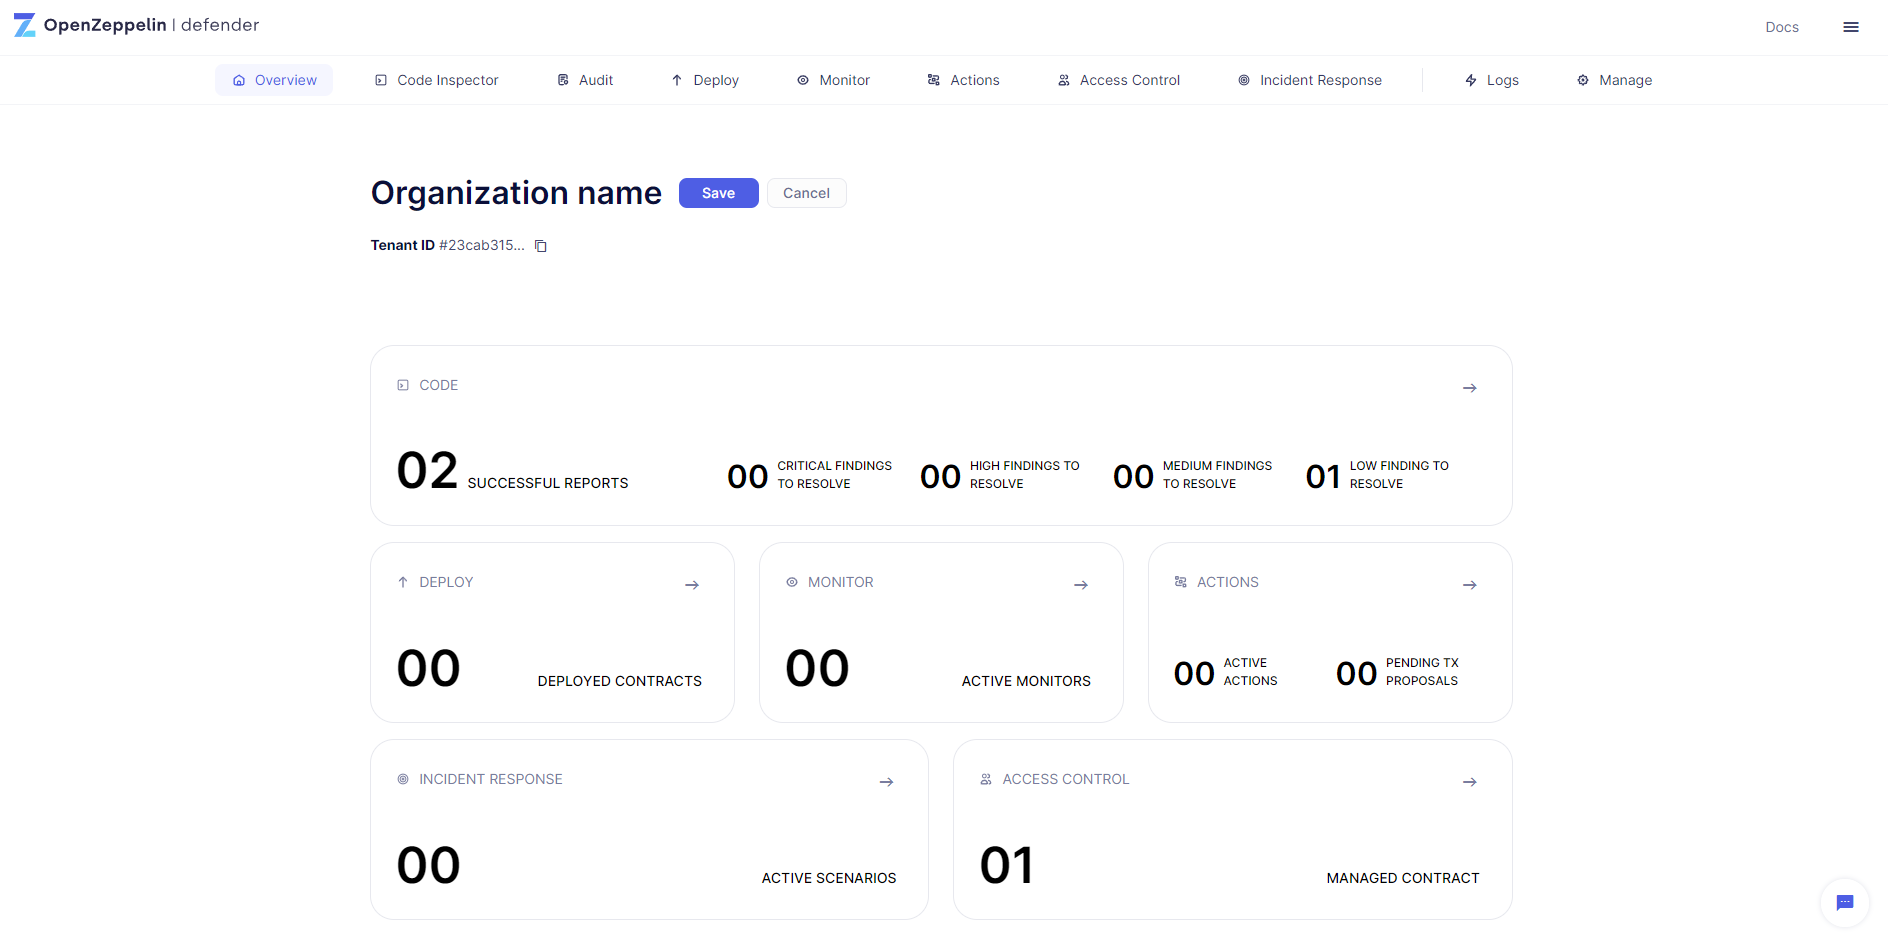 OpenZeppelin | defender
Docs
Overview
Code Inspector
Audit
Deploy
Monitor
Actions
Access Control
Incident Response
Logs
Manage
Organization name
Save
Cancel
Tenant ID #23cab315...
CODE
02 SUCCESSFUL REPORTS
00 CRITICAL FINDINGS
TO RESOLVE
00 HIGH FINDINGS TO
RESOLVE
00 MEDIUM FINDINGS
TO RESOLVE
01 LOW FINDING TO
RESOLVE
DEPLOY
00 DEPLOYED CONTRACTS
MONITOR
00 ACTIVE MONITORS
ACTIONS
00 ACTIVE
ACTIONS
00 PENDING TX
PROPOSALS
INCIDENT RESPONSE
00 ACTIVE SCENARIOS
ACCESS CONTROL
01 MANAGED CONTRACT